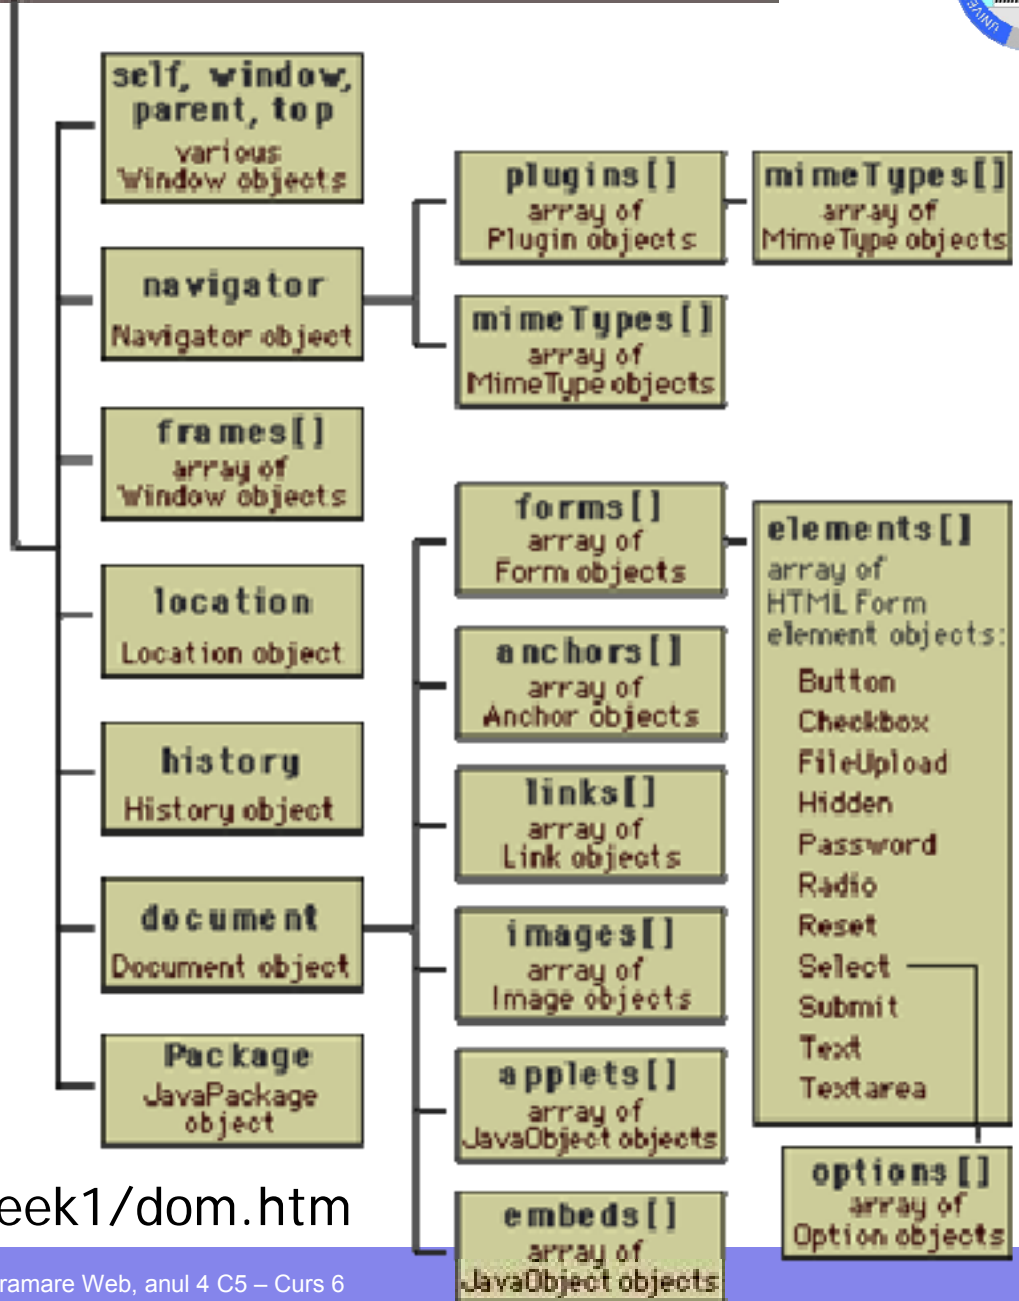 self, window,
parent, top
various
Window objects
navigator
Navigator object
frames[]
array of
Window objects
location
Location object
history
History object
document
Document object
Package
JavaPackage
object
plugins[]
array of
Plugin objects
mimeTypes[]
array of
MimeType objects
mimeTypes[]
array of
MimeType objects
forms[]
array of
Form objects
anchors[]
array of
Anchor objects
links[]
array of
Link objects
images[]
array of
Image objects
applets[]
array of
JavaObject objects
embeds[]
array of
JavaObject objects
elements[]
array of
HTML Form
element objects:
Button
Checkbox
FileUpload
Hidden
Password
Radio
Reset
Select
Submit
Text
Textarea
options[]
array of
Option objects
eek1/dom.htm
ramare Web, anul 4 C5 – Curs 6
UNIVE